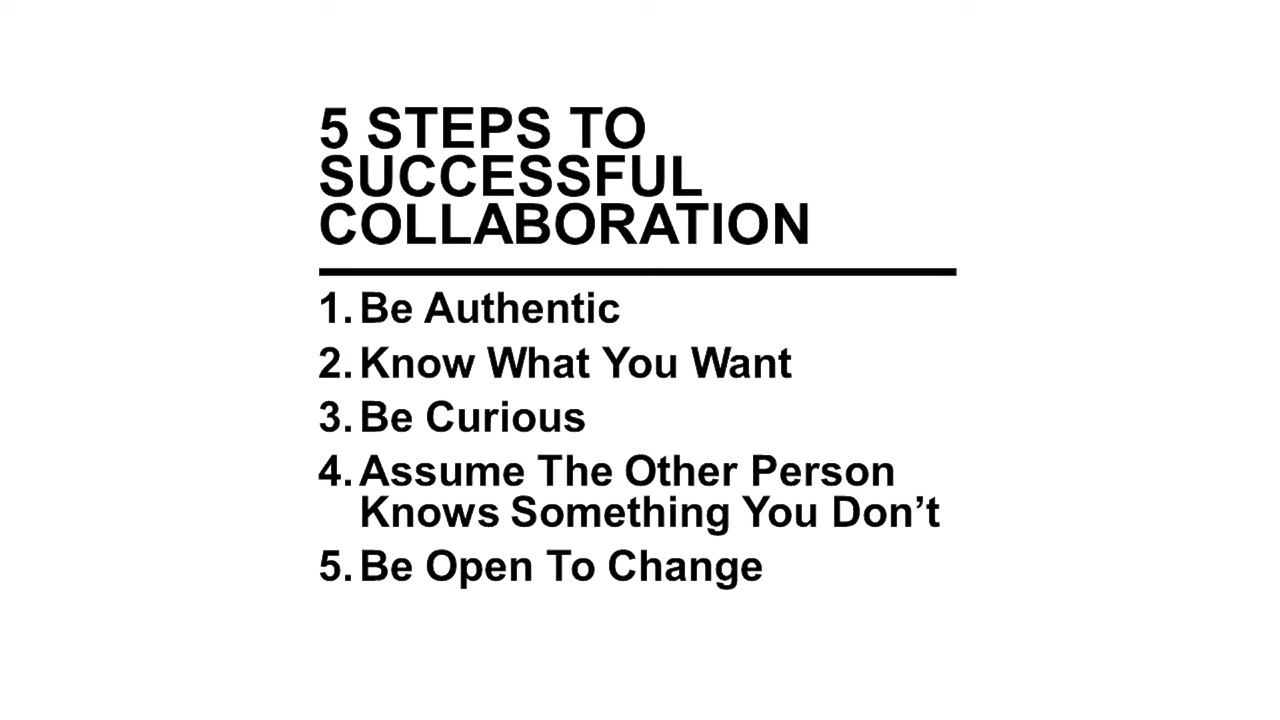 5 STEPS TO
SUCCESSFUL
COLLABORATION
1. Be Authentic
2. Know What You Want
3. Be Curious
4. Assume The Other Person
Knows Something You Don’t
5. Be Open To Change